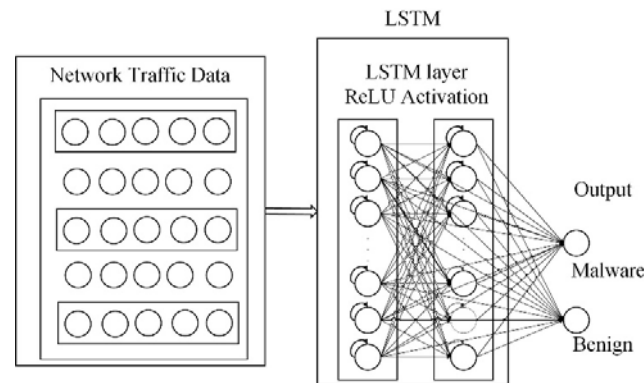 LSTM
Network Traffic Data
LSTM layer
ReLU Activation
Output
Malware
Benign